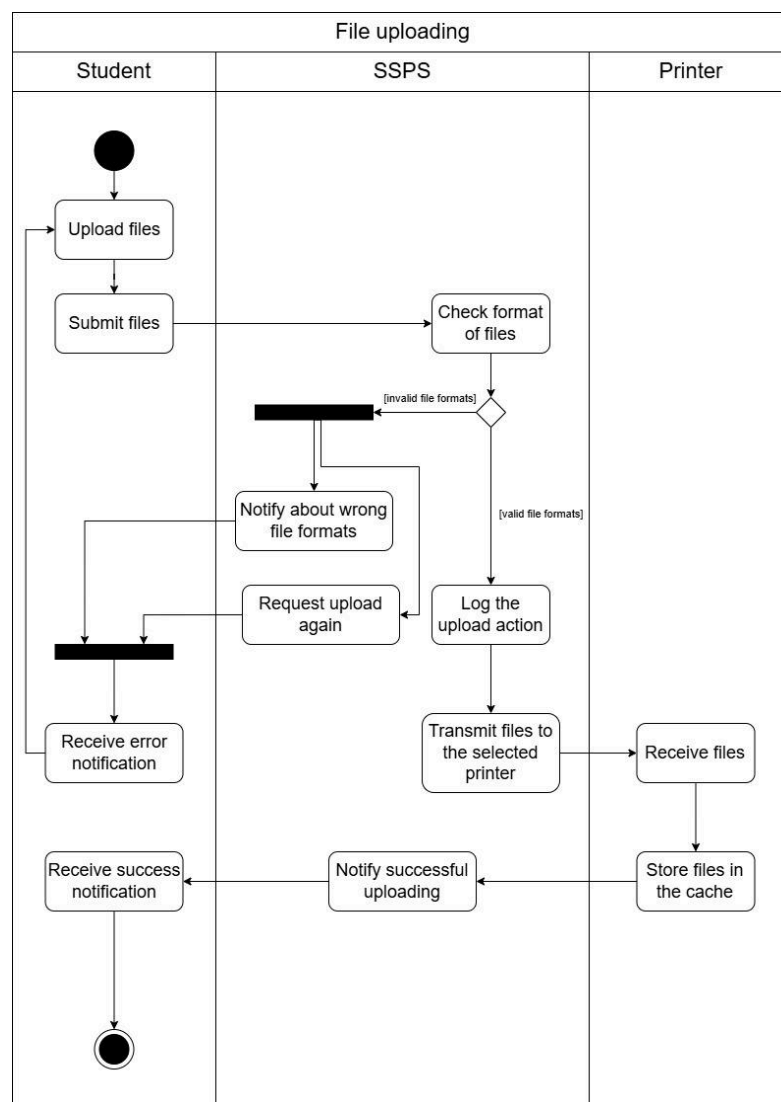 File uploading
Student
SSPS
Printer
Upload files
Submit files
Check format
of files
[invalid file formats]
Notify about wrong
file formats
[valid file formats]
Request upload
again
Log the
upload action
Receive error
notification
Transmit files to
the selected
printer
Receive files
Receive success
notification
Notify successful
uploading
Store files in
the cache